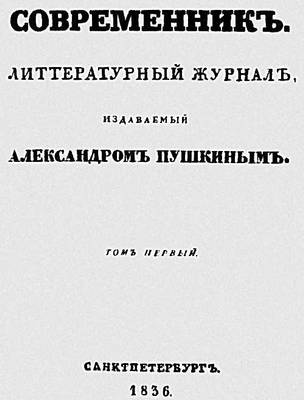 СОВРЕМЕННИКЪ.
ЛИТТЕРАТУРНЫЙ ЖУРНАЛЪ,
ИЗДАВАЕМЫЙ
АЛЕКСАНДРОМЪ ПУШКИНЫМЪ.
ТОМЪ ПЕРВЫЙ.
САНКТПЕТЕРБУРГЪ.
1836.